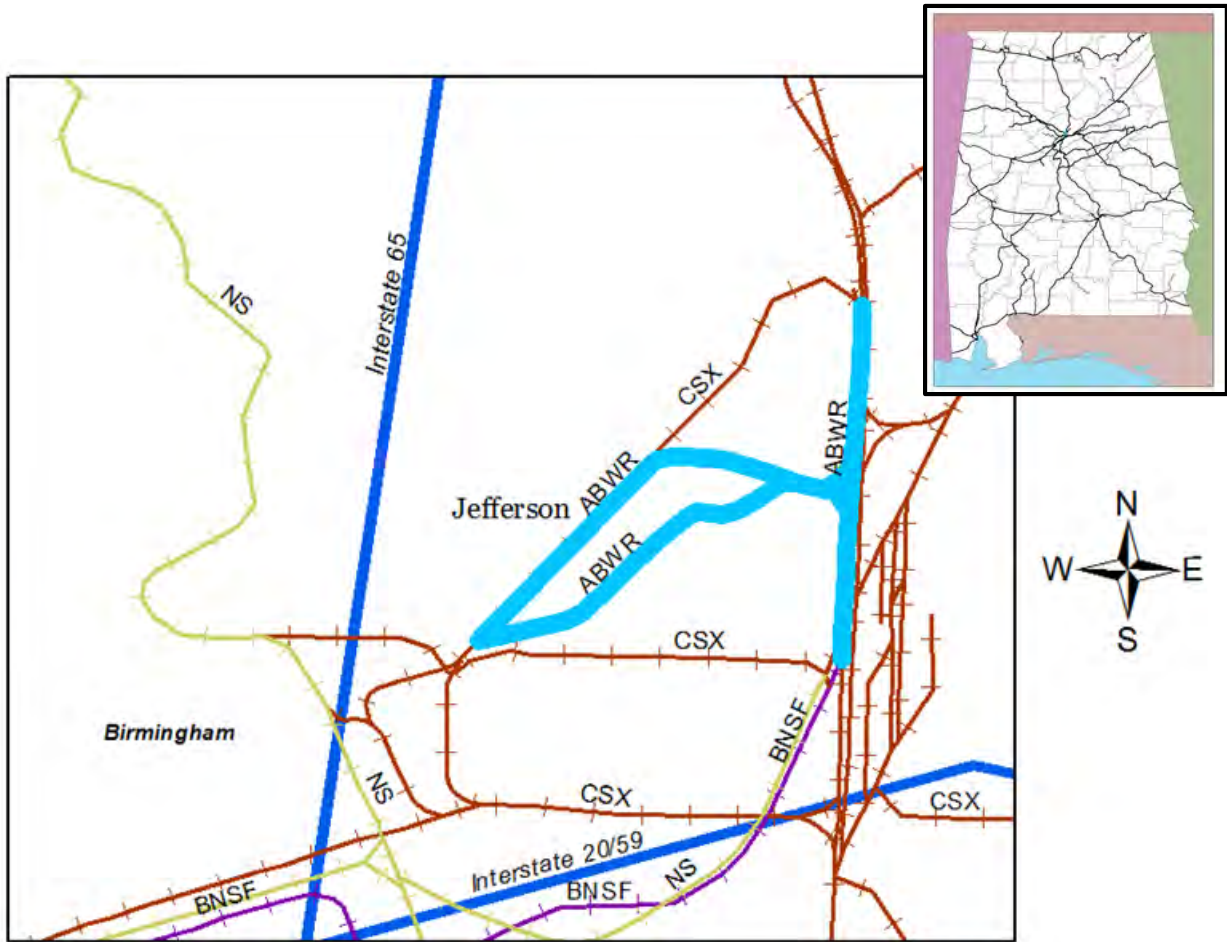 NS
Interstate 65
CSX
ABWR
ABWR
Jefferson
ABWR
CSX
BNSF
Birmingham
NS
CSX
CSX
Interstate 20/59
NS
BNSF
BNSF
N
W
E
S